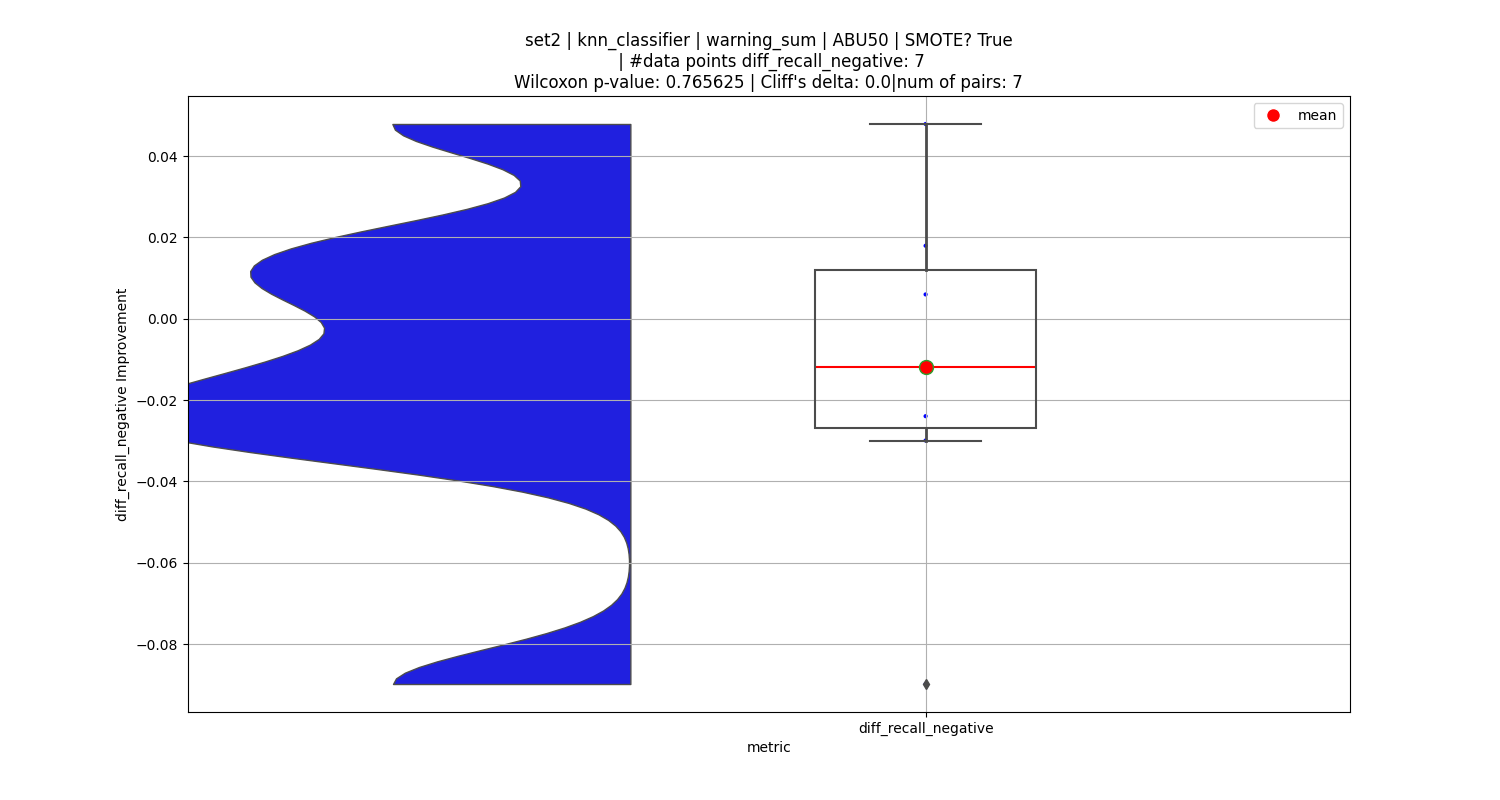 set2 | knn_classifier | warning_sum | ABU50 | SMOTE? True
| #data points diff_recall_negative: 7
Wilcoxon p-value: 0.765625 | Cliff's delta: 0.0|num of pairs: 7
mean
0.04
0.02
0.00
−0.02
−0.04
−0.06
−0.08
diff_recall_negative Improvement
diff_recall_negative
metric